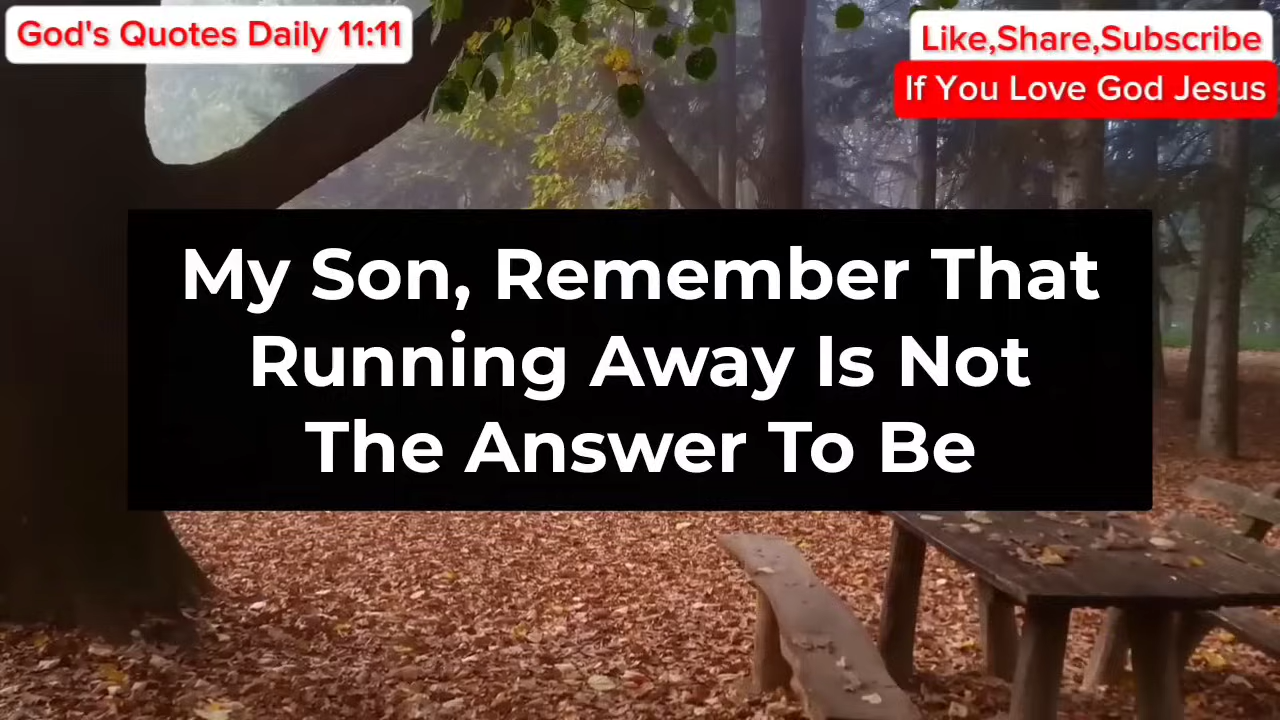 God's Quotes Daily 11:11
Like,Share,Subscribe
If You Love God Jesus
My Son, Remember That
Running Away Is Not
The Answer To Be